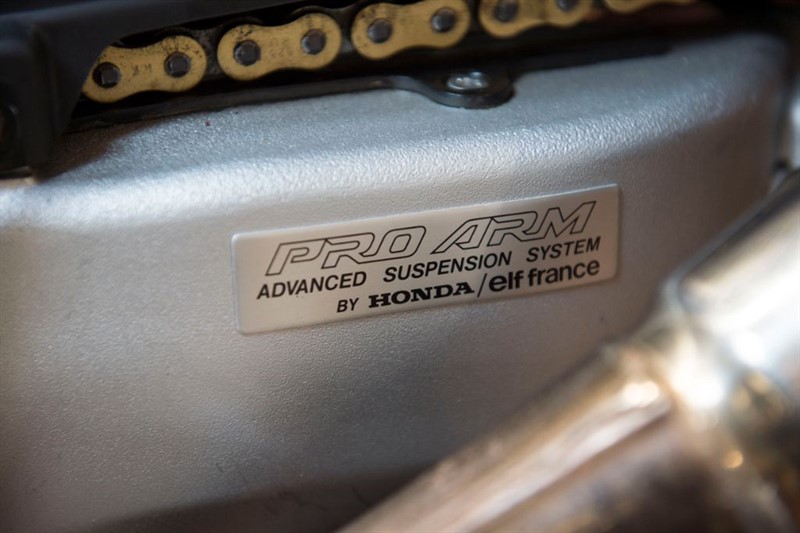 PRO ARM
ADVANCED SUSPENSION SYSTEM
BY HONDA/elf france